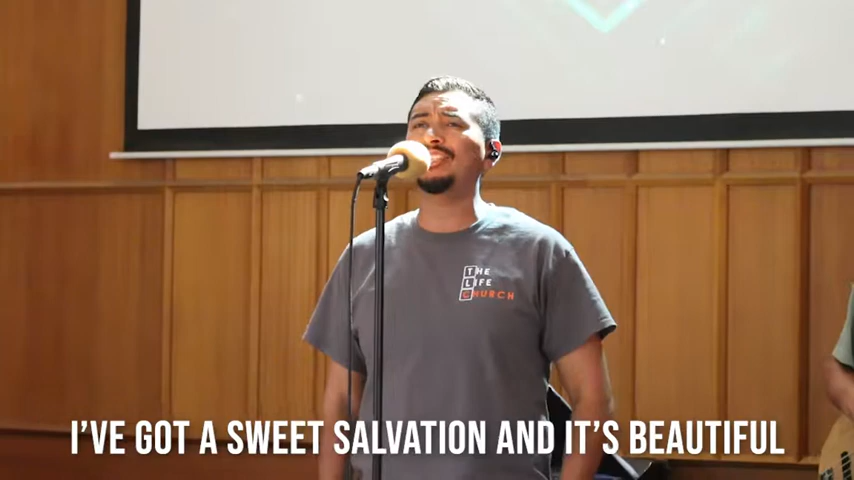 THE
LIFE
CHURCH
I'VE GOT A SWEET SALVATION AND IT'S BEAUTIFUL